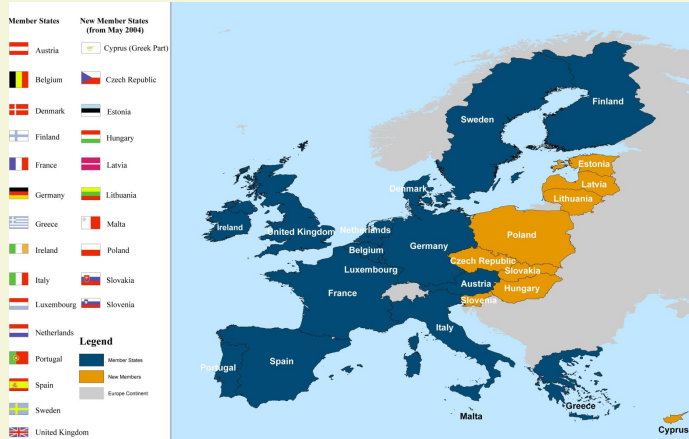 Member States
New Member States
(from May 2004)
Austria
Belgium
Denmark
Finland
France
Germany
Greece
Ireland
Italy
Luxembourg
Netherlands
Portugal
Spain
Sweden
United Kingdom
Cyprus (Greek Part)
Czech Republic
Estonia
Hungary
Latvia
Lithuania
Malta
Poland
Slovakia
Slovenia
Legend
Member States
New Members
Europe Continent
Finland
Sweden
Estonia
Latvia
Lithuania
Denmark
Ireland
United Kingdom
Netherlands
Poland
Germany
Belgium
Czech Republic
Luxembourg
Slovakia
Austria
Hungary
France
Slovenia
Italy
Portugal
Spain
Greece
Malta
Cyprus